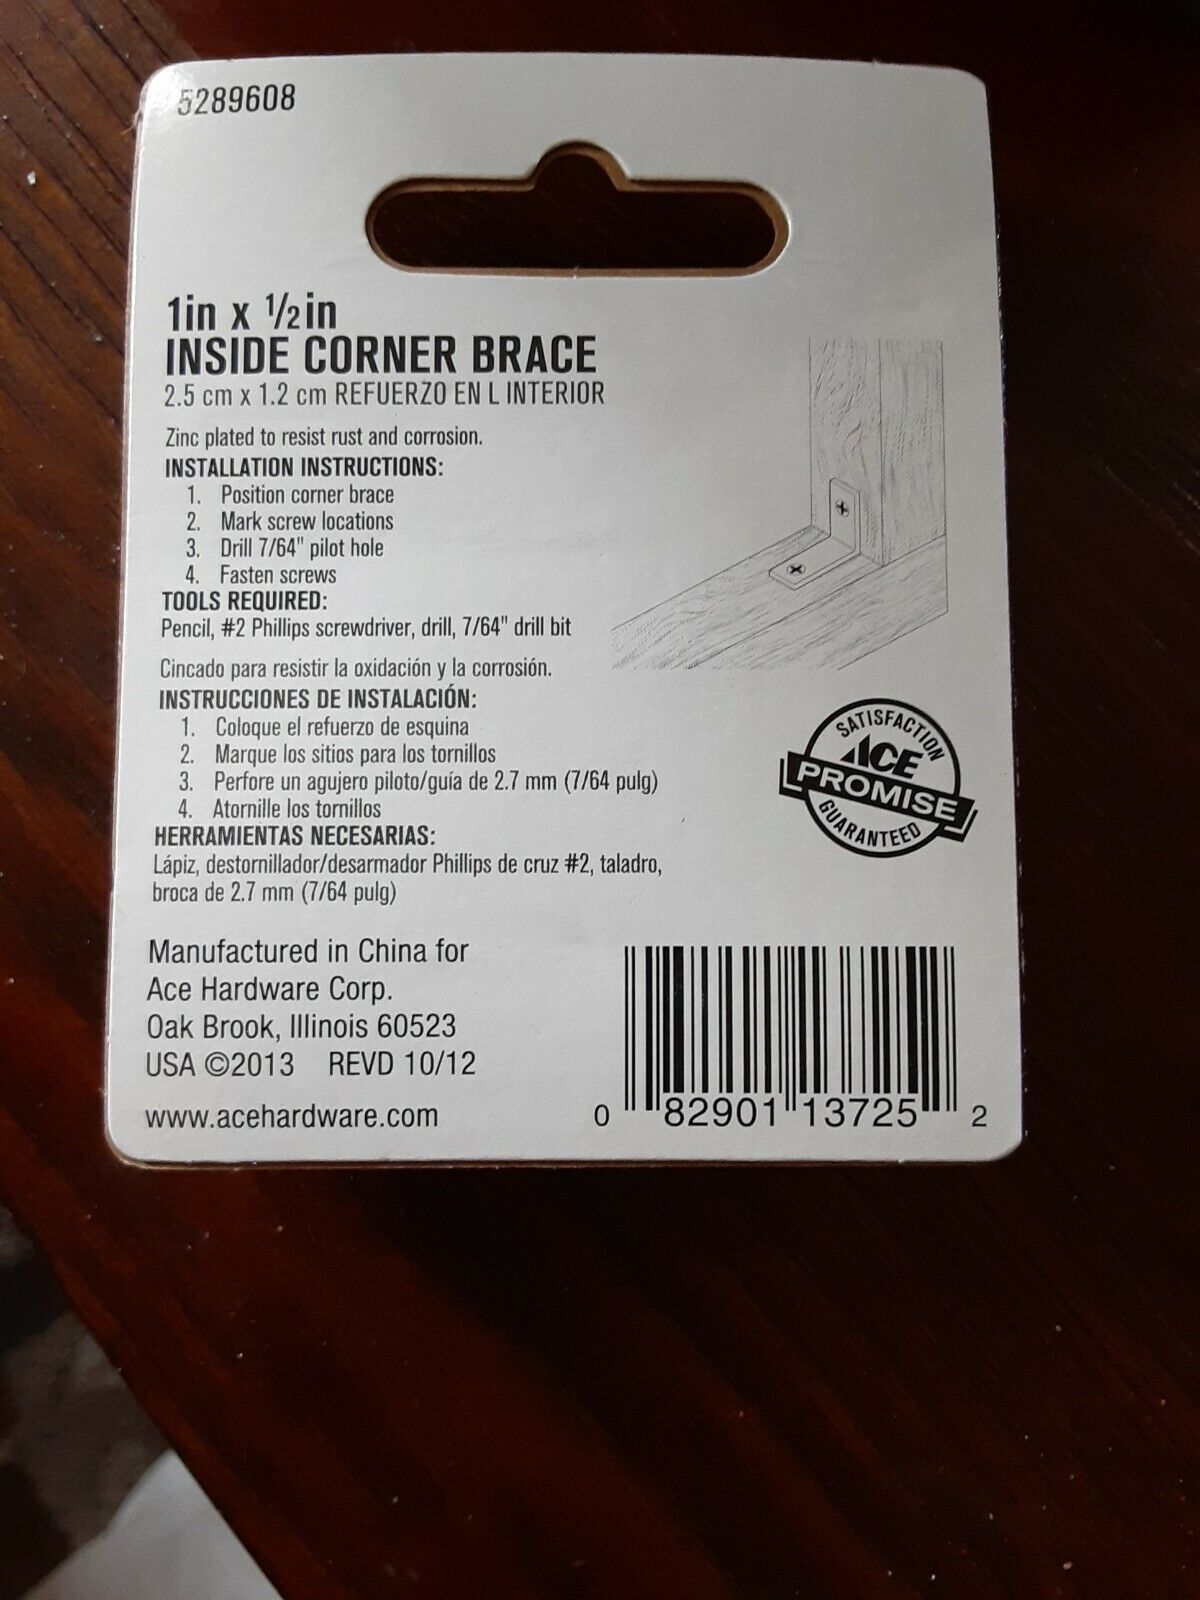 5289608
1in x 1/2in
INSIDE CORNER BRACE
2.5 cm x 1.2 cm REFUERZO EN L INTERIOR
Zinc plated to resist rust and corrosion.
INSTALLATION INSTRUCTIONS:
1. Position corner brace
2. Mark screw locations
3. Drill 7/64" pilot hole
4. Fasten screws
TOOLS REQUIRED:
Pencil, #2 Phillips screwdriver, drill, 7/64" drill bit
Cincado para resistir la oxidación y la corrosión.
INSTRUCCIONES DE INSTALACIÓN:
1. Coloque el refuerzo de esquina
2. Marque los sitios para los tornillos
3. Perfore un agujero piloto/guía de 2.7 mm (7/64 pulg)
4. Atornille los tornillos
HERRAMIENTAS NECESARIAS:
Lápiz, destornillador/desarmador Phillips de cruz #2, taladro,
broca de 2.7 mm (7/64 pulg)
SATISFACTION
ACE
PROMISE
GUARANTEED
Manufactured in China for
Ace Hardware Corp.
Oak Brook, Illinois 60523
USA ©2013 REVD 10/12
www.acehardware.com
0 82901 13725 2